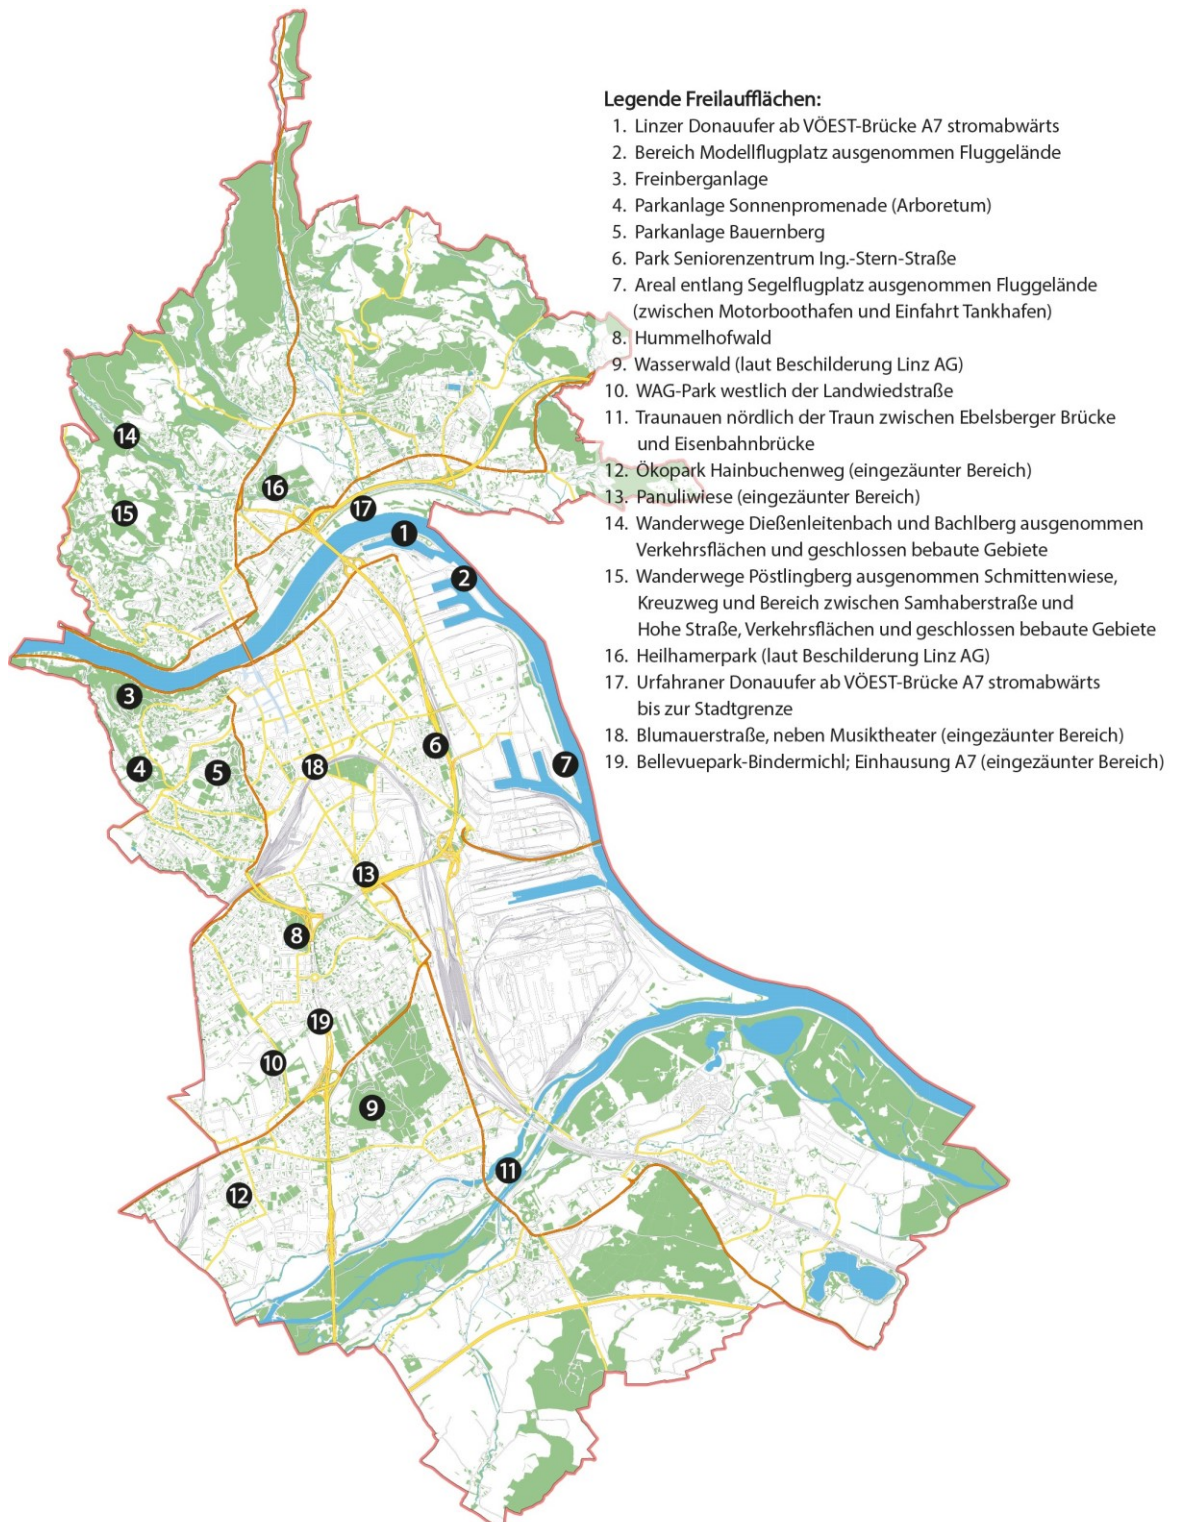 Legende Freilaufflächen:
1. Linzer Donauufer ab VÖEST-Brücke A7 stromabwärts
2. Bereich Modellflugplatz ausgenommen Fluggelände
3. Freinberganlage
4. Parkanlage Sonnenpromenade (Arboretum)
5. Parkanlage Bauernberg
6. Park Seniorenzentrum Ing.-Stern-Straße
7. Areal entlang Segelflugplatz ausgenommen Fluggelände
(zwischen Motorboothafen und Einfahrt Tankhafen)
8. Hummelhofwald
9. Wasserwald (laut Beschilderung Linz AG)
10. WAG-Park westlich der Landwiedstraße
11. Traunauen nördlich der Traun zwischen Ebelsberger Brücke
und Eisenbahnbrücke
12. Ökopark Hainbuchenweg (eingezäunter Bereich)
13. Panuliwiese (eingezäunter Bereich)
14. Wanderwege Dießenleitenbach und Bachlberg ausgenommen
Verkehrsflächen und geschlossen bebaute Gebiete
15. Wanderwege Pöstlingberg ausgenommen Schmittenwiese,
Kreuzweg und Bereich zwischen Samhaberstraße und
Hohe Straße, Verkehrsflächen und geschlossen bebaute Gebiete
16. Heilhamerpark (laut Beschilderung Linz AG)
17. Urfahraner Donauufer ab VÖEST-Brücke A7 stromabwärts
bis zur Stadtgrenze
18. Blumauerstraße, neben Musiktheater (eingezäunter Bereich)
19. Bellevuepark-Bindermichl; Einhausung A7 (eingezäunter Bereich)
14
16
15
17
1
2
3
6
4
5
18
7
13
8
19
10
9
11
12